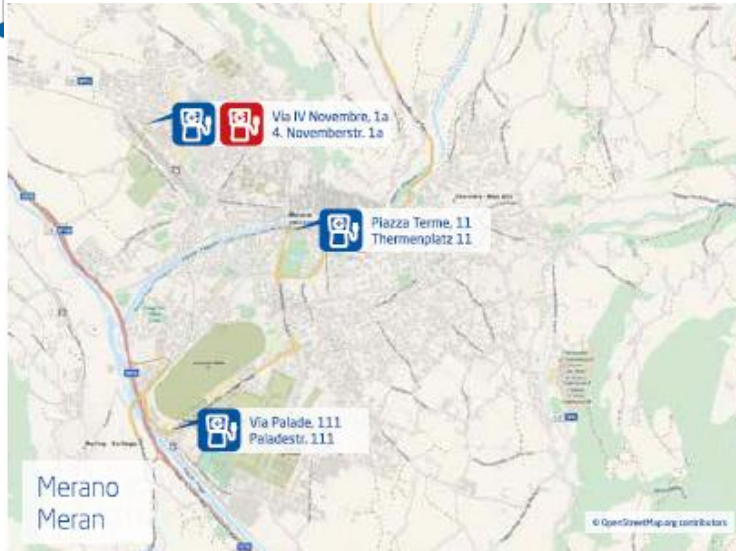 Via IV Novembre, 1a
4. Novemberstr. 1a
Piazza Terme, 11
Thermenplatz 11
Via Palade, 111
Paladestr. 111
Merano
Meran
© OpenStreetMap.org contributors